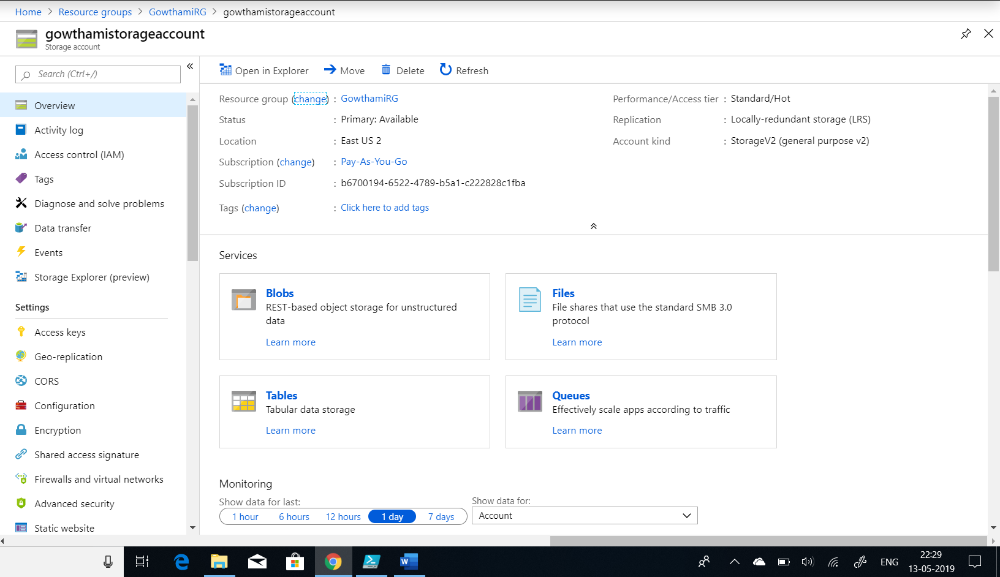 Home > Resource groups > GowthamiRG > gowthamistorageaccount
gowthamistorageaccount
Storage account
Search (Ctrl+/)
«
Overview
Activity log
Access control (IAM)
Tags
Diagnose and solve problems
Data transfer
Events
Storage Explorer (preview)
Settings
Access keys
Geo-replication
CORS
Configuration
Encryption
Shared access signature
Firewalls and virtual networks
Advanced security
Static website
Open in Explorer Move Delete Refresh
Resource group (change) : GowthamiRG
Status : Primary: Available
Location : East US 2
Subscription (change) : Pay-As-You-Go
Subscription ID : b6700194-6522-4789-b5a1-c222828c1fba
Tags (change) : Click here to add tags
Performance/Access tier : Standard/Hot
Replication : Locally-redundant storage (LRS)
Account kind : StorageV2 (general purpose v2)
Services
Blobs
REST-based object storage for unstructured
data
Learn more
Files
File shares that use the standard SMB 3.0
protocol
Learn more
Tables
Tabular data storage
Learn more
Queues
Effectively scale apps according to traffic
Learn more
Monitoring
Show data for last:
1 hour 6 hours 12 hours 1 day 7 days
Show data for:
Account
ENG
22:29
13-05-2019